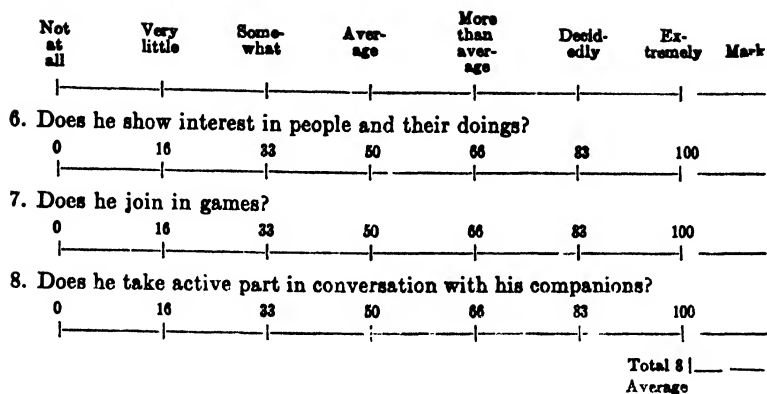 Not at all Very little Some-what Aver-age More than aver-age Decid-edly Ex-tremely Mark
6. Does he show interest in people and their doings?
0 16 33 50 66 83 100
7. Does he join in games?
0 16 33 50 66 83 100
8. Does he take active part in conversation with his companions?
0 16 33 50 66 83 100
Total 8
Average